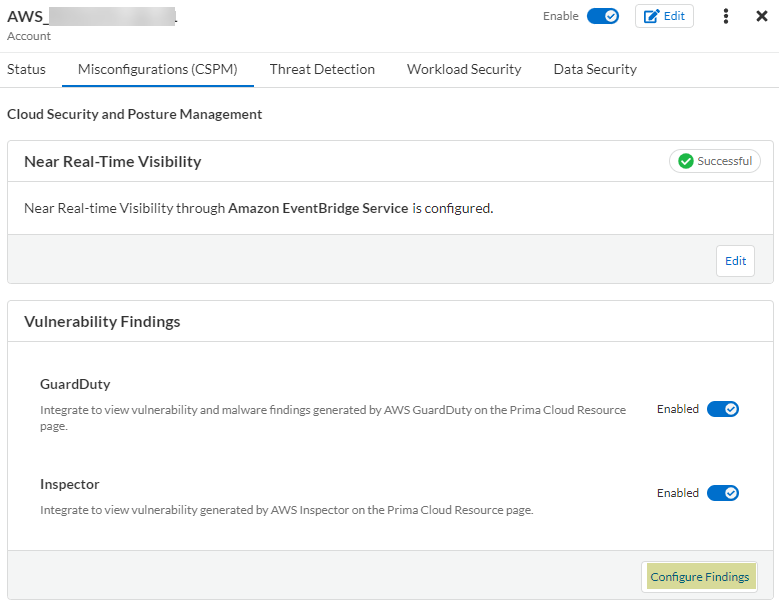 AWS_
Enable
Edit
Account
Status
Misconfigurations (CSPM)
Threat Detection
Workload Security
Data Security
Cloud Security and Posture Management
Near Real-Time Visibility
Successful
Near Real-time Visibility through Amazon EventBridge Service is configured.
Edit
Vulnerability Findings
GuardDuty
Integrate to view vulnerability and malware findings generated by AWS GuardDuty on the Prima Cloud Resource
page.
Enabled
Inspector
Integrate to view vulnerability generated by AWS Inspector on the Prima Cloud Resource page.
Enabled
Configure Findings